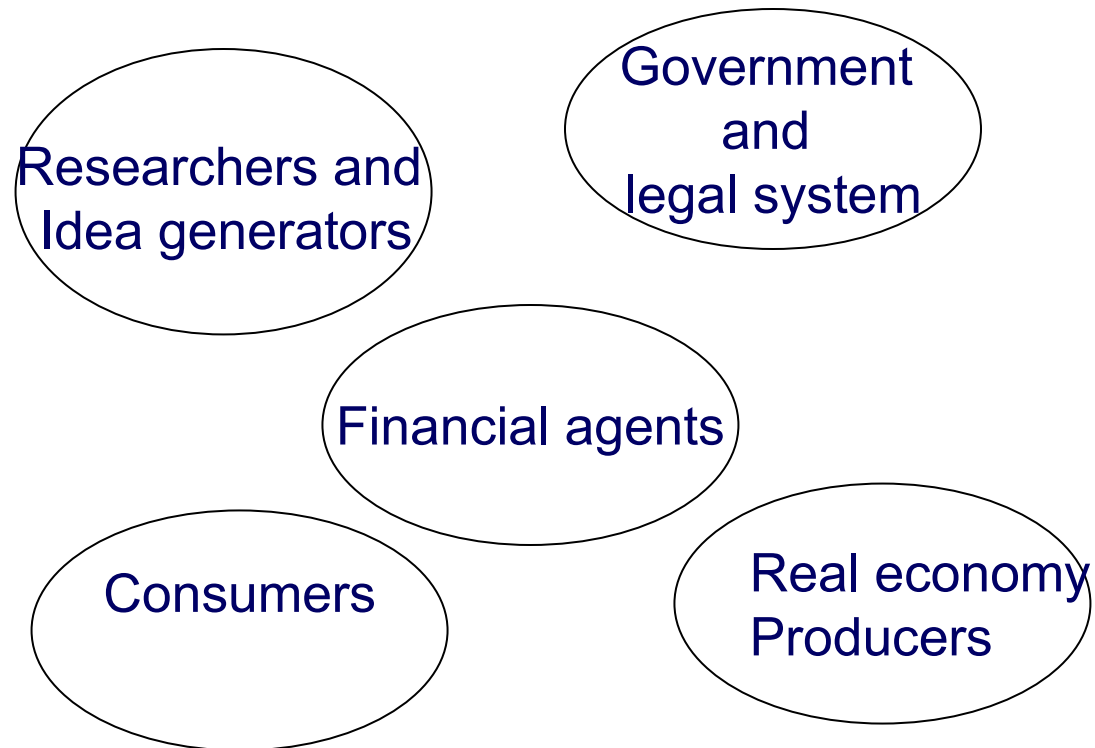 Researchers and
Idea generators
Government
and
legal system
Financial agents
Consumers
Real economy
Producers